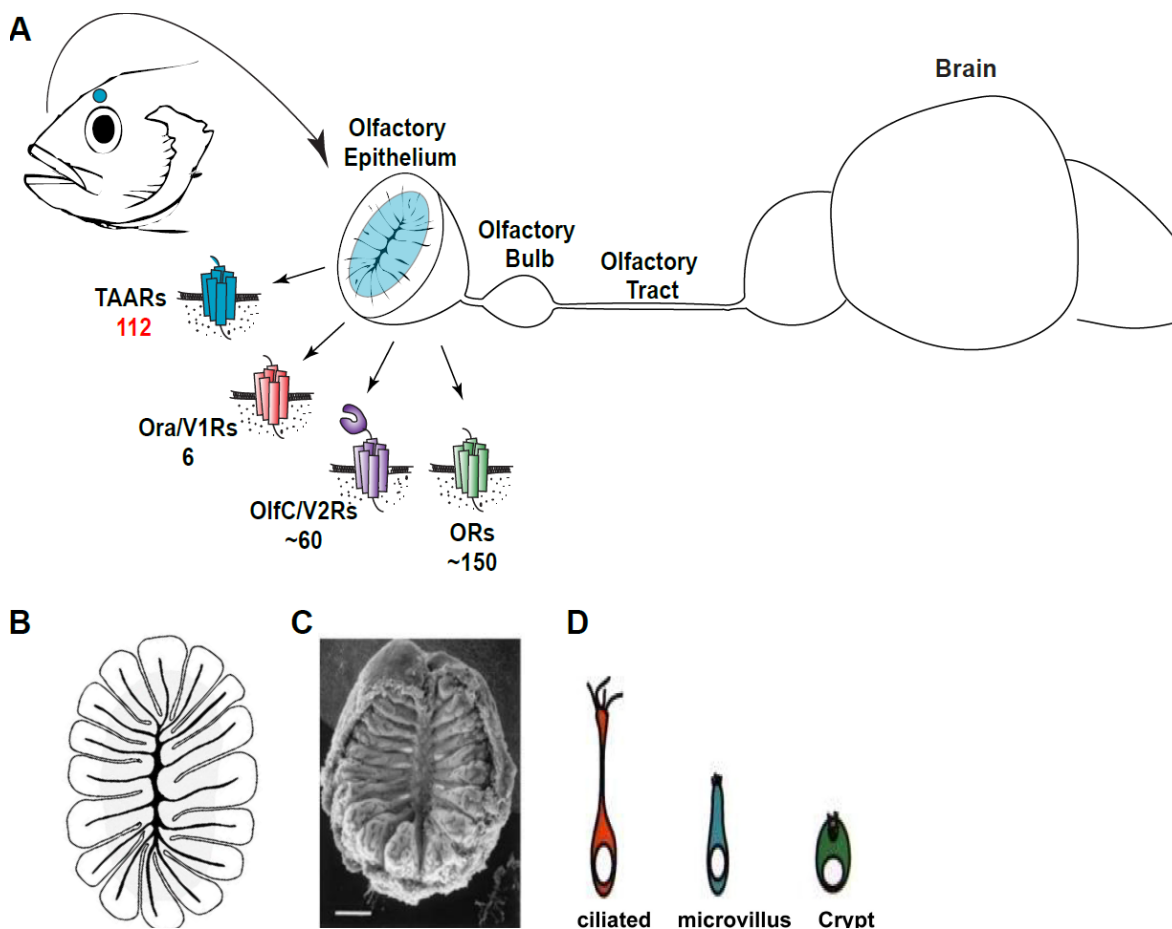 A
Brain
Olfactory
Epithelium
Olfactory
Bulb
Olfactory
Tract
TAARs
112
Ora/V1Rs
6
OlfC/V2Rs
~60
ORs
~150
B
C
D
ciliated
microvillus
Crypt